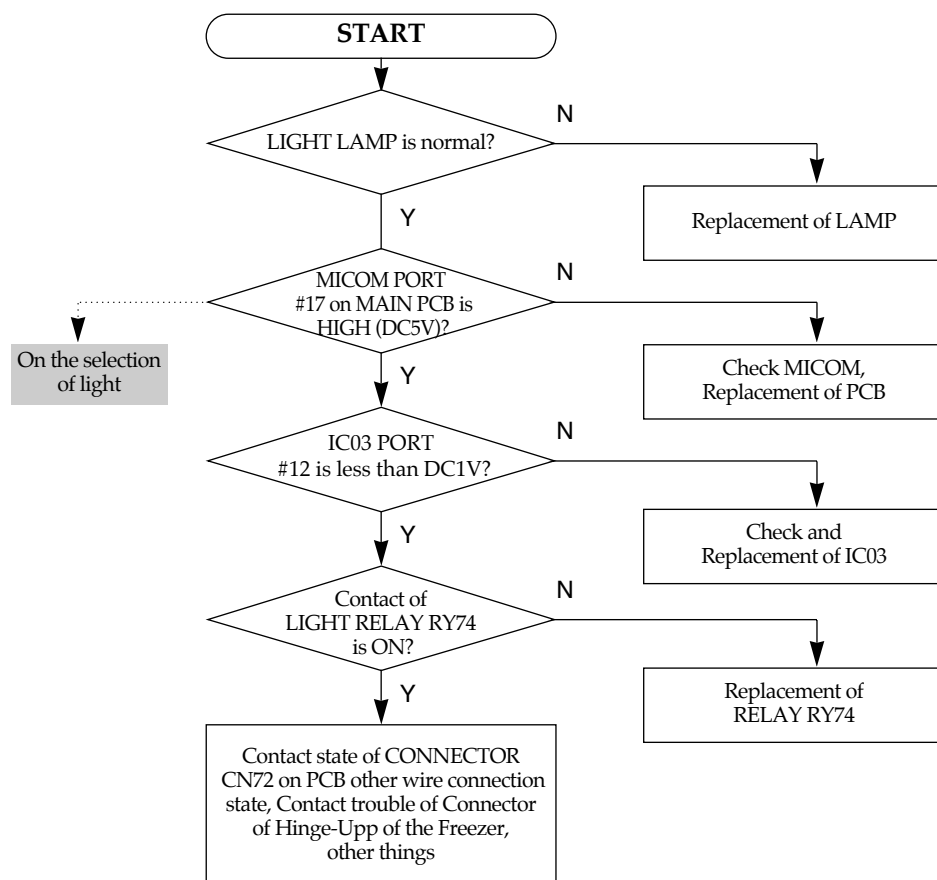 START
LIGHT LAMP is normal?
N
Replacement of LAMP
Y
MICOM PORT
#17 on MAIN PCB is
HIGH (DC5V)?
N
On the selection
of light
Check MICOM,
Replacement of PCB
Y
IC03 PORT
#12 is less than DC1V?
N
Check and
Replacement of IC03
Y
Contact of
LIGHT RELAY RY74
is ON?
N
Replacement of
RELAY RY74
Y
Contact state of CONNECTOR
CN72 on PCB other wire connection
state, Contact trouble of Connector
of Hinge-Upp of the Freezer,
other things